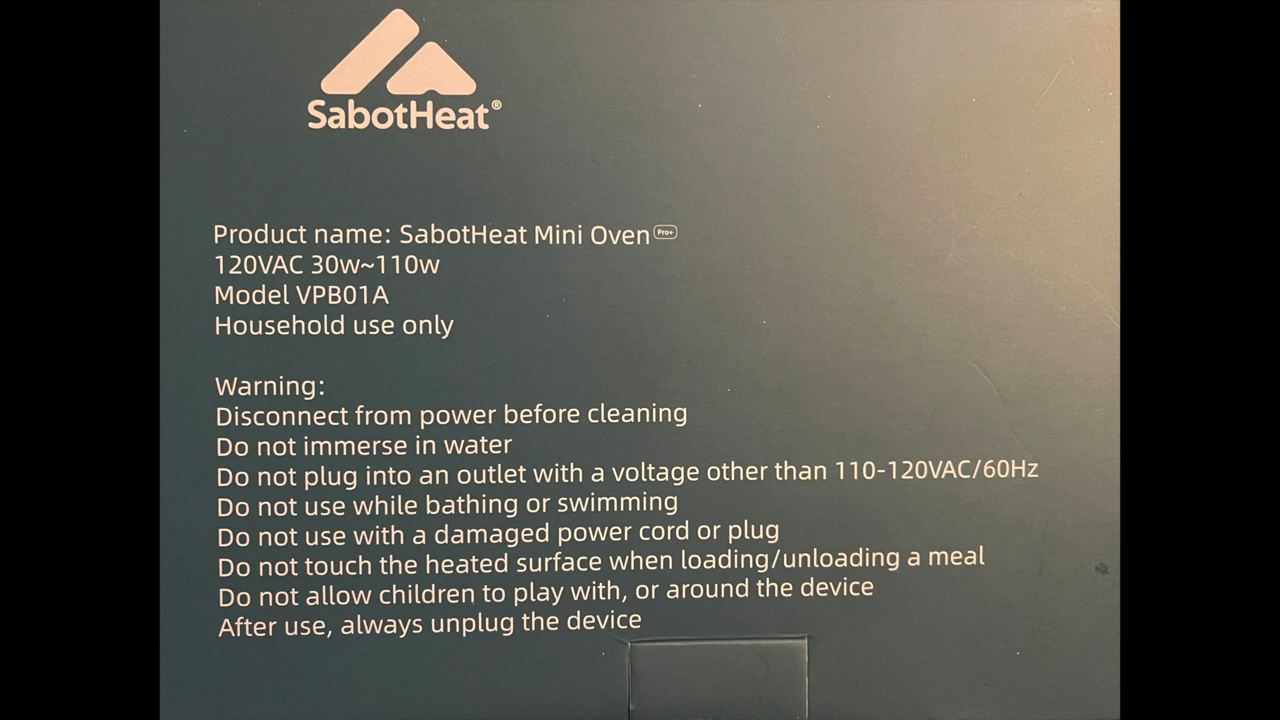 SabotHeat®
Product name: SabotHeat Mini Oven Pro+
120VAC 30w~110w
Model VPB01A
Household use only
Warning:
Disconnect from power before cleaning
Do not immerse in water
Do not plug into an outlet with a voltage other than 110-120VAC/60Hz
Do not use while bathing or swimming
Do not use with a damaged power cord or plug
Do not touch the heated surface when loading/unloading a meal
Do not allow children to play with, or around the device
After use, always unplug the device